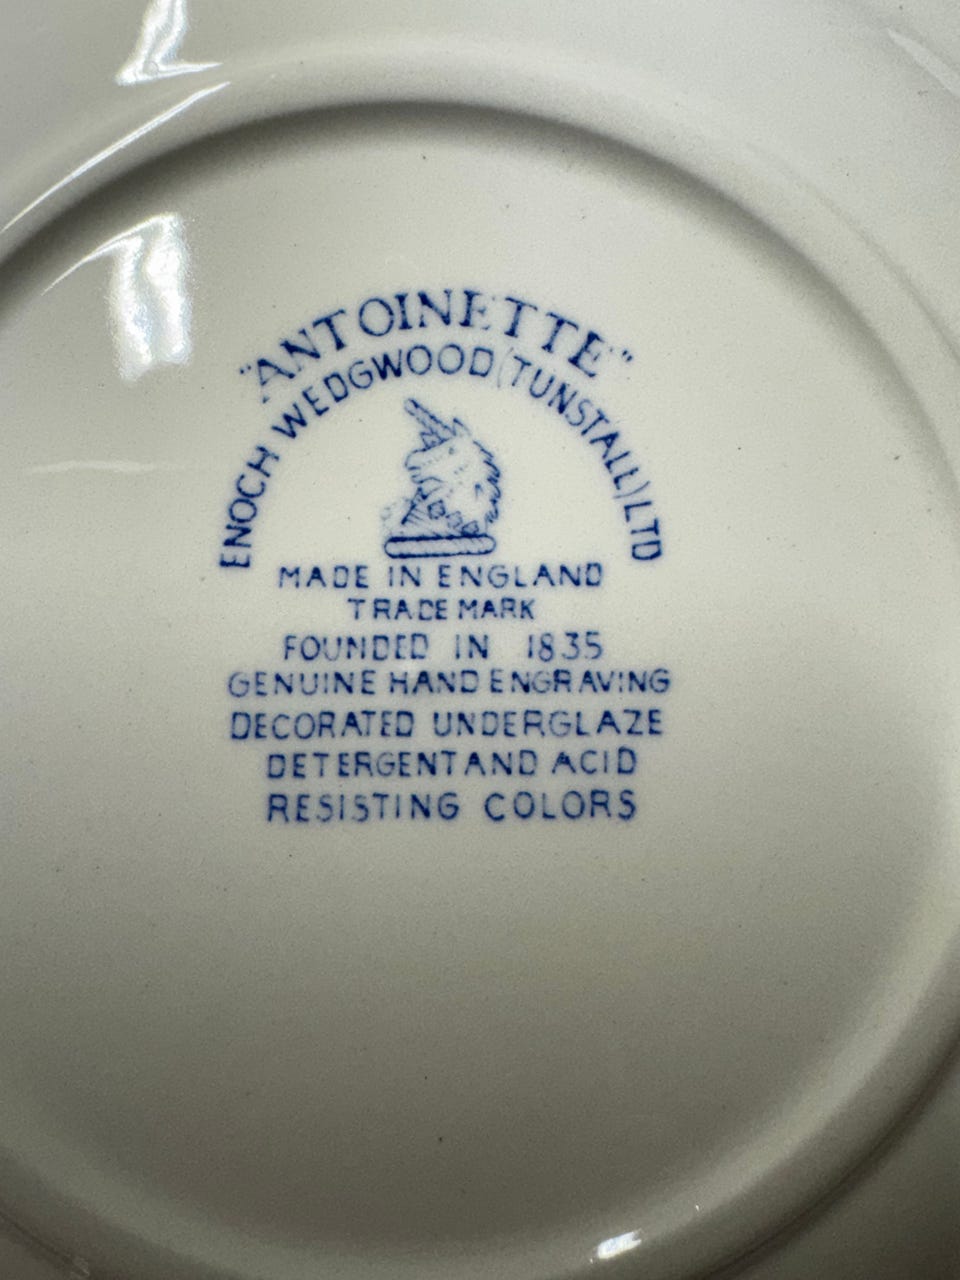 "ANTOINETTE"
ENOCH WEDGWOOD (TUNSTALL) LTD
MADE IN ENGLAND
TRADE MARK
FOUNDED IN 1835
GENUINE HAND ENGRAVING
DECORATED UNDERGLAZE
DETERGENT AND ACID
RESISTING COLORS